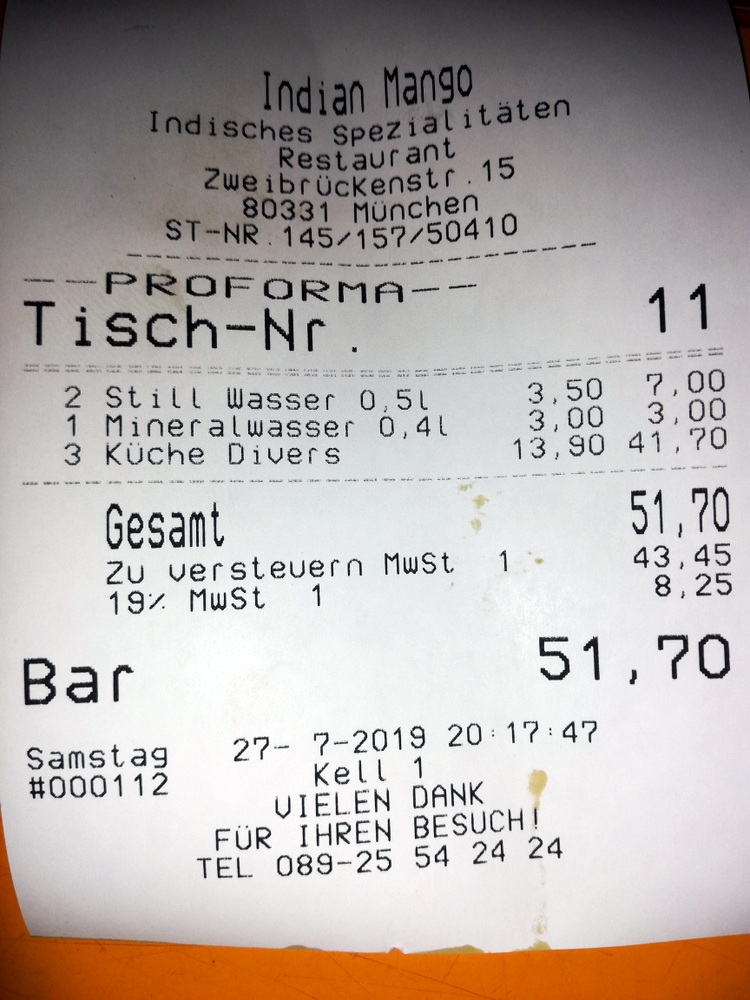 Indian Mango
Indisches Spezialitäten
Restaurant
Zweibrückenstr.15
80331 München
ST-NR.145/157/50410
--PROFORMA--
Tisch-Nr. 11
2 Still Wasser 0,5l 3,50 7,00
1 Mineralwasser 0,4l 3,00 3,00
3 Küche Divers 13,90 41,70
Gesamt 51,70
Zu versteuern MwSt 1 43,45
19% MwSt 1 8,25
Bar 51,70
Samstag 27- 7-2019 20:17:47
#000112 Kell 1
VIELEN DANK
FÜR IHREN BESUCH!
TEL 089-25 54 24 24